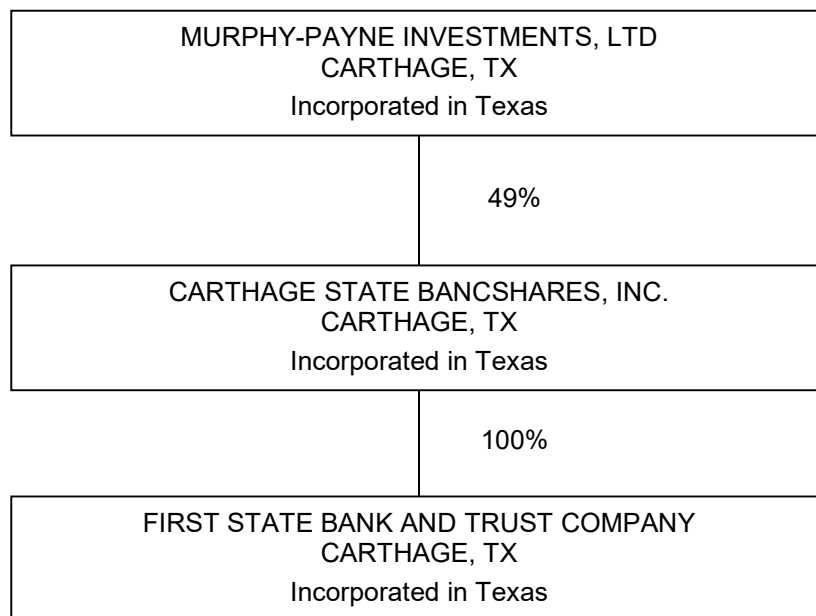 MURPHY-PAYNE INVESTMENTS, LTD
CARTHAGE, TX
Incorporated in Texas
49%
CARTHAGE STATE BANCSHARES, INC.
CARTHAGE, TX
Incorporated in Texas
100%
FIRST STATE BANK AND TRUST COMPANY
CARTHAGE, TX
Incorporated in Texas